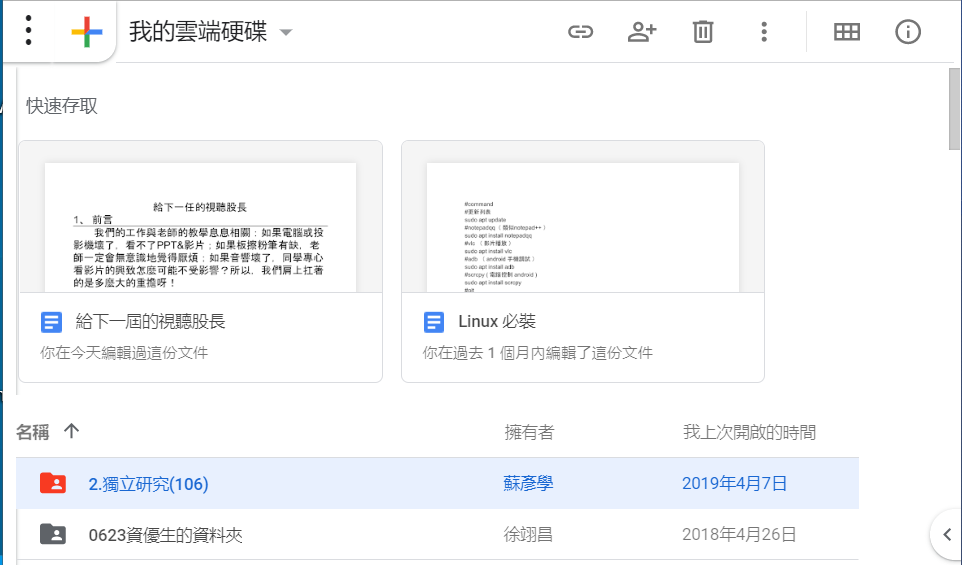 我的雲端硬碟
快速存取
給下一任的視聽股長
1、 前言
我們的工作與老師的教學息息相關：如果電腦或投
影機壞了，看不了PPT&影片；如果板擦粉筆有缺，老
師一定會無意識地覺得厭煩；如果音響壞了，同學專心
看影片的興致怎麼可能不受影響？所以，我們肩上扛著
的是多麼大的重擔呀！
#command
#更新列表
sudo apt update
#notepadqq（類似notepad++）
sudo apt install notepadqq
#vlc（影片播放）
sudo apt install vlc
#adb（android 手機調試）
sudo apt install adb
#scrcpy ( 電腦控制 android )
sudo apt install scrcpy
#git
給下一屆的視聽股長
你在今天編輯過這份文件
Linux 必裝
你在過去 1 個月內編輯了這份文件
名稱 擁有者 我上次開啟的時間
2.獨立研究(106) 蘇彥學 2019年4月7日
0623資優生的資料夾 徐翊昌 2018年4月26日